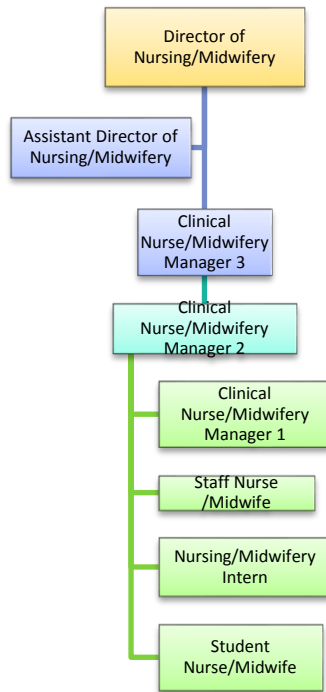 Director of
Nursing/Midwifery
Assistant Director of
Nursing/Midwifery
Clinical
Nurse/Midwifery
Manager 3
Clinical
Nurse/Midwifery
Manager 2
Clinical
Nurse/Midwifery
Manager 1
Staff Nurse
/Midwife
Nursing/Midwifery
Intern
Student
Nurse/Midwife